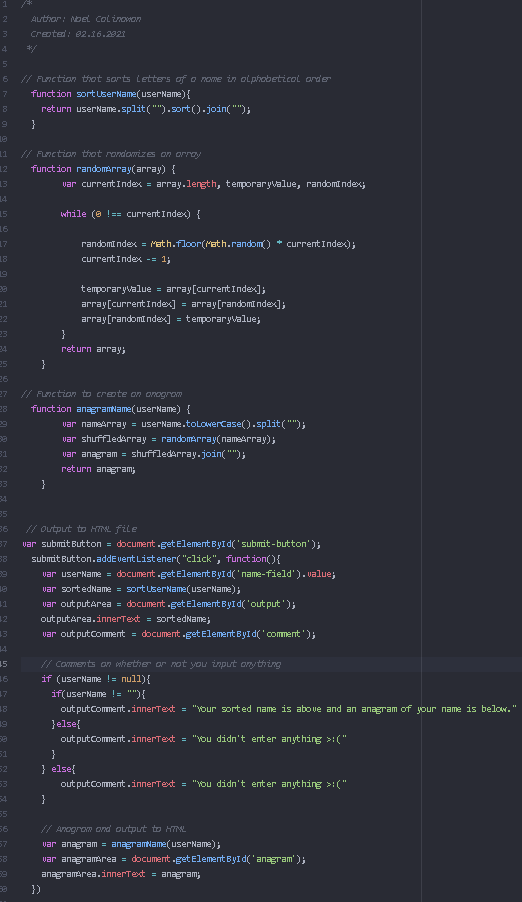 1 /*
2 Author: Noel Calinawan
3 Created: 02.16.2021
4 */
5
6 // Function that sorts letters of a name in alphabetical order
7 function sortUserName(userName){
8 return userName.split("").sort().join("");
9 }
10
11 // Function that randomizes an array
12 function randomArray(array) {
13 var currentIndex = array.length, temporaryValue, randomIndex;
14
15 while (0 !== currentIndex) {
16
17 randomIndex = Math.floor(Math.random() * currentIndex);
18 currentIndex -= 1;
19
20 temporaryValue = array[currentIndex];
21 array[currentIndex] = array[randomIndex];
22 array[randomIndex] = temporaryValue;
23 }
24 return array;
25 }
26
27 // Function to create an anagram
28 function anagramName(userName) {
29 var nameArray = userName.toLowerCase().split("");
30 var shuffledArray = randomArray(nameArray);
31 var anagram = shuffledArray.join("");
32 return anagram;
33 }
34
35
36 // Output to HTML file
37 var submitButton = document.getElementById('submit-button');
38 submitButton.addEventListener("click", function(){
39 var userName = document.getElementById('name-field').value;
40 var sortedName = sortUserName(userName);
41 var outputArea = document.getElementById('output');
42 outputArea.innerText = sortedName;
43 var outputComment = document.getElementById('comment');
44
45 // Comments on whether or not you input anything
46 if (userName != null){
47 if(userName != ""){
48 outputComment.innerText = "Your sorted name is above and an anagram of your name is below."
49 }else{
50 outputComment.innerText = "You didn't enter anything >:("
51 }
52 } else{
53 outputComment.innerText = "You didn't enter anything >:("
54 }
55
56 // Anagram and output to HTML
57 var anagram = anagramName(userName);
58 var anagramArea = document.getElementById('anagram');
59 anagramArea.innerText = anagram;
60 })